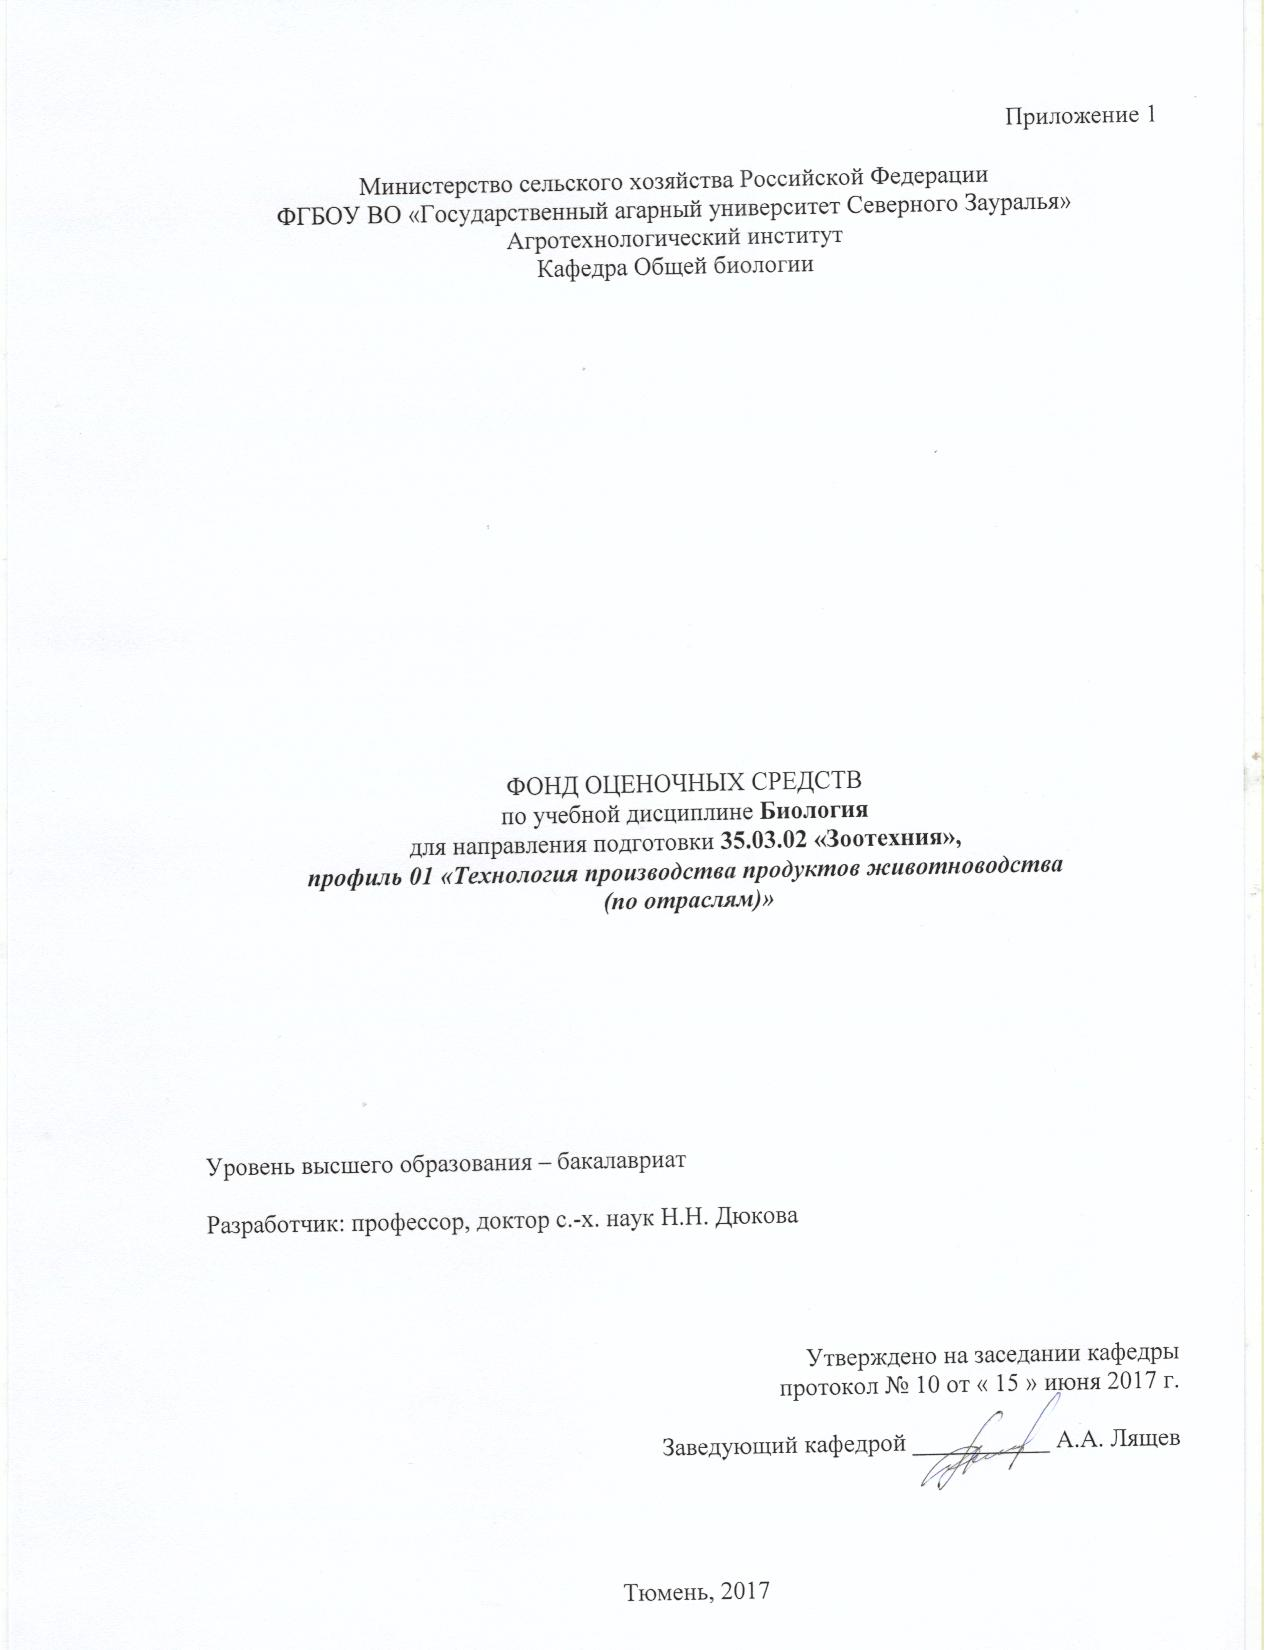 Приложение 1
Министерство сельского хозяйства Российской Федерации
ФГБОУ ВО «Государственный агарный университет Северного Зауралья»
Агротехнологический институт
Кафедра Общей биологии
ФОНД ОЦЕНОЧНЫХ СРЕДСТВ
по учебной дисциплине Биология
для направления подготовки 35.03.02 «Зоотехния»,
профиль 01 «Технология производства продуктов животноводства
(по отраслям)»
Уровень высшего образования – бакалавриат
Разработчик: профессор, доктор с.-х. наук Н.Н. Дюкова
Утверждено на заседании кафедры
протокол № 10 от « 15 » июня 2017 г.
Заведующий кафедрой ___________ А.А. Лящев
Тюмень, 2017